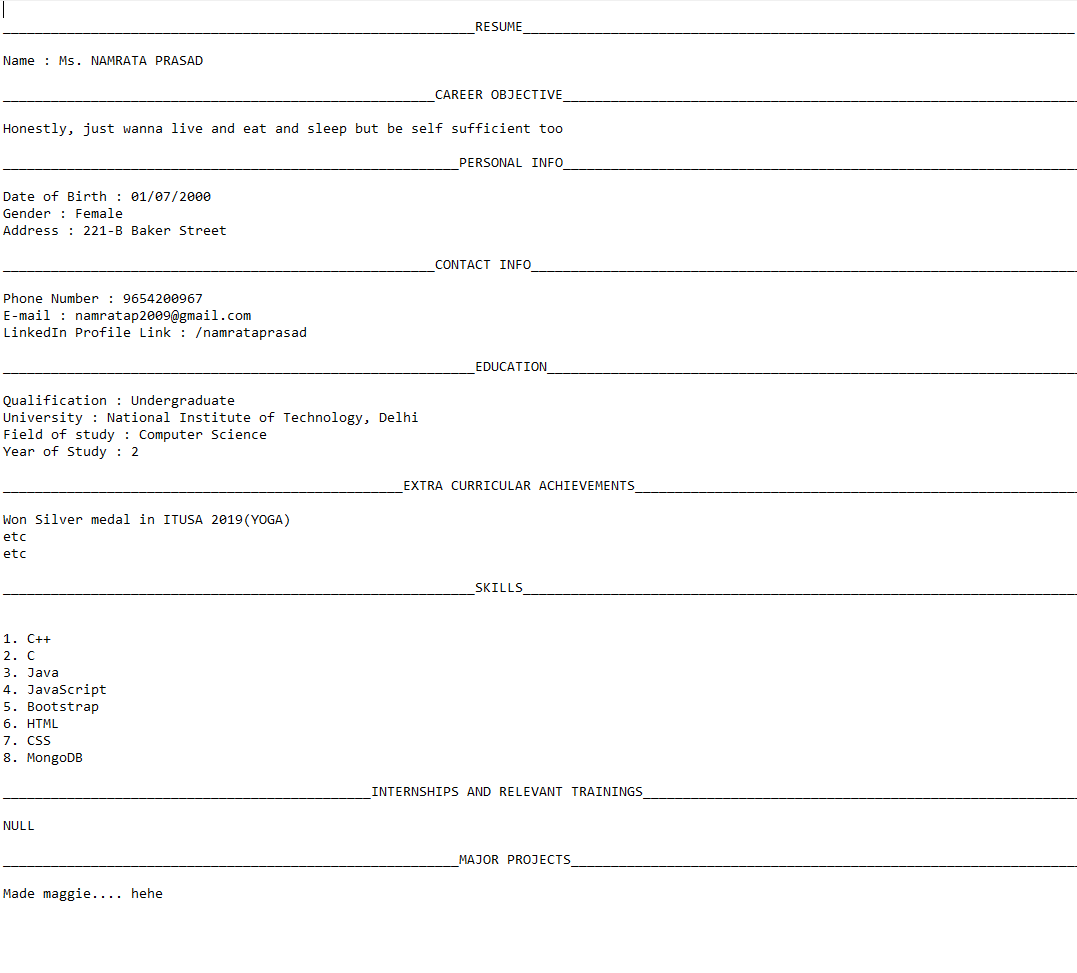 RESUME
Name : Ms. NAMRATA PRASAD
CAREER OBJECTIVE
Honestly, just wanna live and eat and sleep but be self sufficient too
PERSONAL INFO
Date of Birth : 01/07/2000
Gender : Female
Address : 221-B Baker Street
CONTACT INFO
Phone Number : 9654200967
E-mail : namratap2009@gmail.com
LinkedIn Profile Link : /namrataprasad
EDUCATION
Qualification : Undergraduate
University : National Institute of Technology, Delhi
Field of study : Computer Science
Year of Study : 2
EXTRA CURRICULAR ACHIEVEMENTS
Won Silver medal in ITUSA 2019(YOGA)
etc
etc
SKILLS
1. C++
2. C
3. Java
4. JavaScript
5. Bootstrap
6. HTML
7. CSS
8. MongoDB
INTERNSHIPS AND RELEVANT TRAININGS
NULL
MAJOR PROJECTS
Made maggie.... hehe